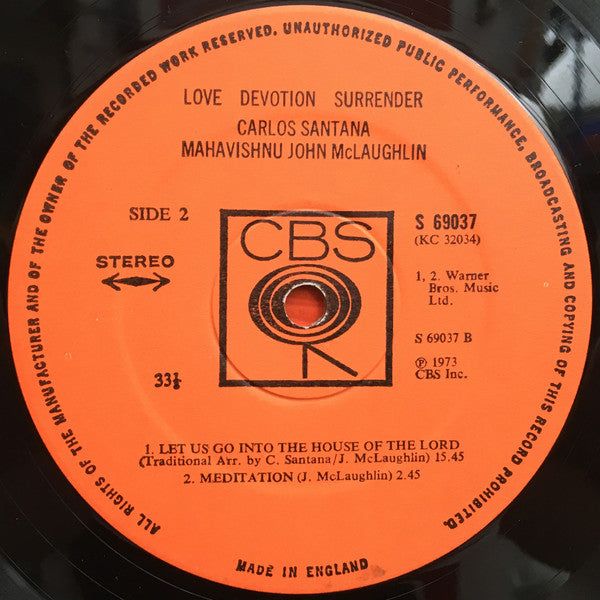 ALL RIGHTS OF THE MANUFACTURER AND OF THE OWNER OF THE RECORDED WORK RESERVED. UNAUTHORIZED PUBLIC PERFORMANCE, BROADCASTING AND COPYING OF THIS RECORD PROHIBITED.
LOVE DEVOTION SURRENDER
CARLOS SANTANA
MAHAVISHNU JOHN McLAUGHLIN
SIDE 2
STEREO
33⅓
CBS
S 69037
(KC 32034)
1, 2. Warner
Bros. Music
Ltd.
S 69037 B
℗ 1973
CBS Inc.
1. LET US GO INTO THE HOUSE OF THE LORD
(Traditional Arr. by C. Santana/J. McLaughlin) 15.45
2. MEDITATION (J. McLaughlin) 2.45
MADE IN ENGLAND